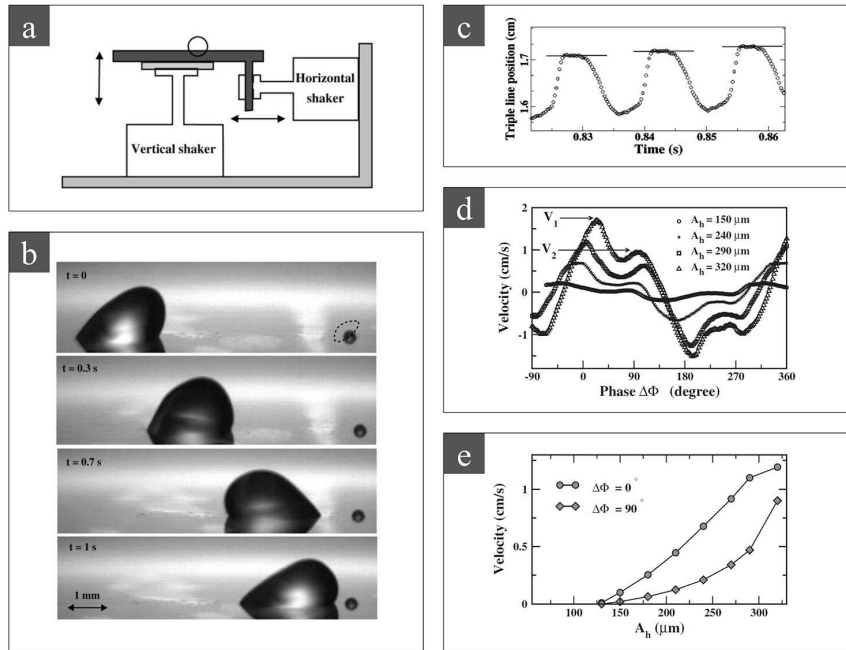 a
Horizontal
shaker
Vertical shaker
b
t = 0
t = 0.3 s
t = 0.7 s
t = 1 s
1 mm
c
Triple line position (cm)
1.7
1.6
0.83 0.84 0.85 0.86
Time (s)
d
Velocity (cm/s)
2
1
0
-1
V1
V2
Ah = 150 μm
Ah = 240 μm
Ah = 290 μm
Ah = 320 μm
-90 0 90 180 270 360
Phase ΔΦ (degree)
e
Velocity (cm/s)
1
0.5
0
ΔΦ = 0°
ΔΦ = 90°
100 150 200 250 300
Ah (μm)